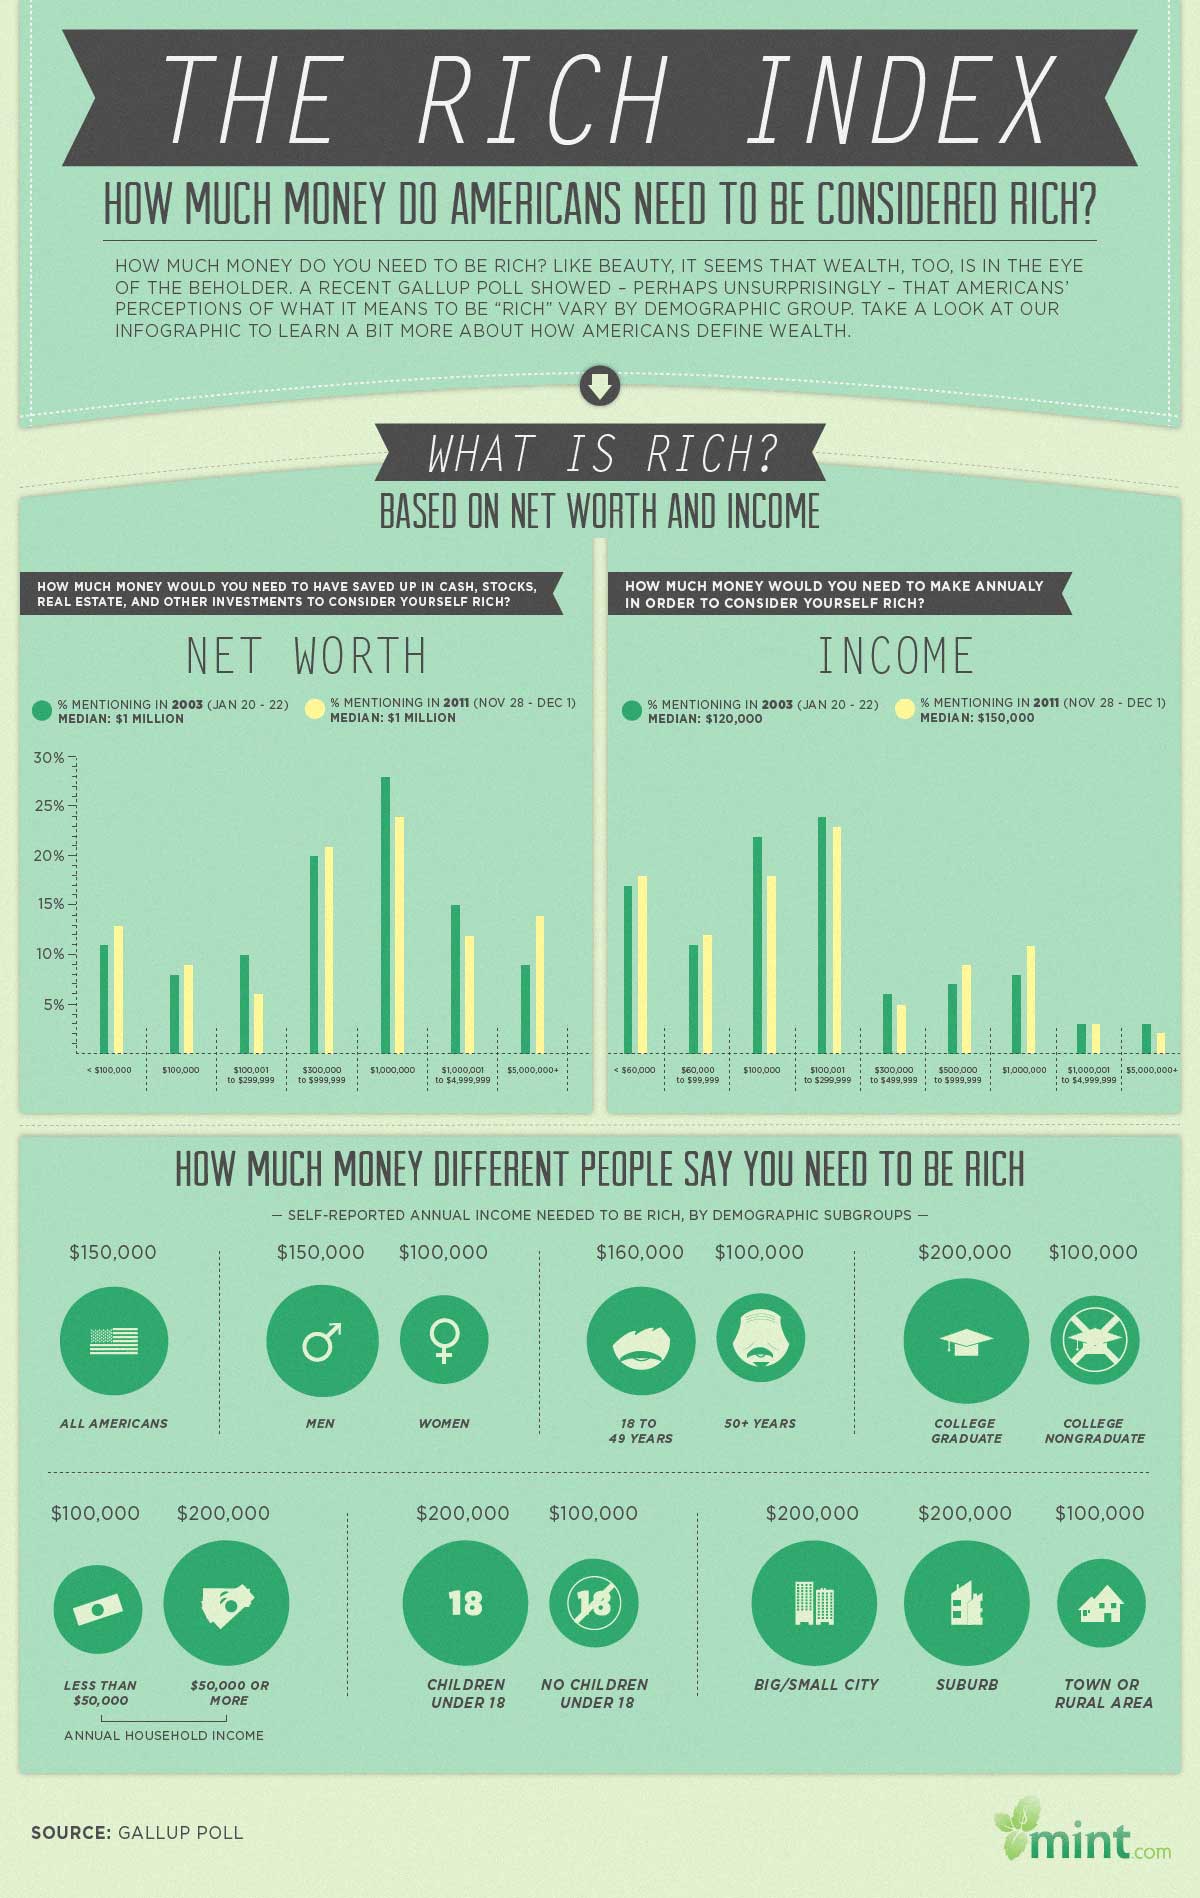 THE RICH INDEX
HOW MUCH MONEY DO AMERICANS NEED TO BE CONSIDERED RICH?
HOW MUCH MONEY DO YOU NEED TO BE RICH? LIKE BEAUTY, IT SEEMS THAT WEALTH, TOO, IS IN THE EYE
OF THE BEHOLDER. A RECENT GALLUP POLL SHOWED – PERHAPS UNSURPRISINGLY – THAT AMERICANS’
PERCEPTIONS OF WHAT IT MEANS TO BE “RICH” VARY BY DEMOGRAPHIC GROUP. TAKE A LOOK AT OUR
INFOGRAPHIC TO LEARN A BIT MORE ABOUT HOW AMERICANS DEFINE WEALTH.
WHAT IS RICH?
BASED ON NET WORTH AND INCOME
HOW MUCH MONEY WOULD YOU NEED TO HAVE SAVED UP IN CASH, STOCKS,
REAL ESTATE, AND OTHER INVESTMENTS TO CONSIDER YOURSELF RICH?
NET WORTH
% MENTIONING IN 2003 (JAN 20 - 22)
MEDIAN: $1 MILLION
% MENTIONING IN 2011 (NOV 28 - DEC 1)
MEDIAN: $1 MILLION
30%
25%
20%
15%
10%
5%
< $100,000
$100,000
$100,001
to $299,999
$300,000
to $999,999
$1,000,000
$1,000,001
to $4,999,999
$5,000,000+
HOW MUCH MONEY WOULD YOU NEED TO MAKE ANNUALY
IN ORDER TO CONSIDER YOURSELF RICH?
INCOME
% MENTIONING IN 2003 (JAN 20 - 22)
MEDIAN: $120,000
% MENTIONING IN 2011 (NOV 28 - DEC 1)
MEDIAN: $150,000
< $60,000
$60,000
to $99,999
$100,000
$100,001
to $299,999
$300,000
to $499,999
$500,000
to $999,999
$1,000,000
$1,000,001
to $4,999,999
$5,000,000+
HOW MUCH MONEY DIFFERENT PEOPLE SAY YOU NEED TO BE RICH
— SELF-REPORTED ANNUAL INCOME NEEDED TO BE RICH, BY DEMOGRAPHIC SUBGROUPS —
$150,000
ALL AMERICANS
$150,000
MEN
$100,000
WOMEN
$160,000
18 TO
49 YEARS
$100,000
50+ YEARS
$200,000
COLLEGE
GRADUATE
$100,000
COLLEGE
NONGRADUATE
$100,000
LESS THAN
$50,000
$200,000
$50,000 OR
MORE
ANNUAL HOUSEHOLD INCOME
$200,000
18
CHILDREN
UNDER 18
$100,000
18
NO CHILDREN
UNDER 18
$200,000
BIG/SMALL CITY
$200,000
SUBURB
$100,000
TOWN OR
RURAL AREA
SOURCE: GALLUP POLL
mint.com